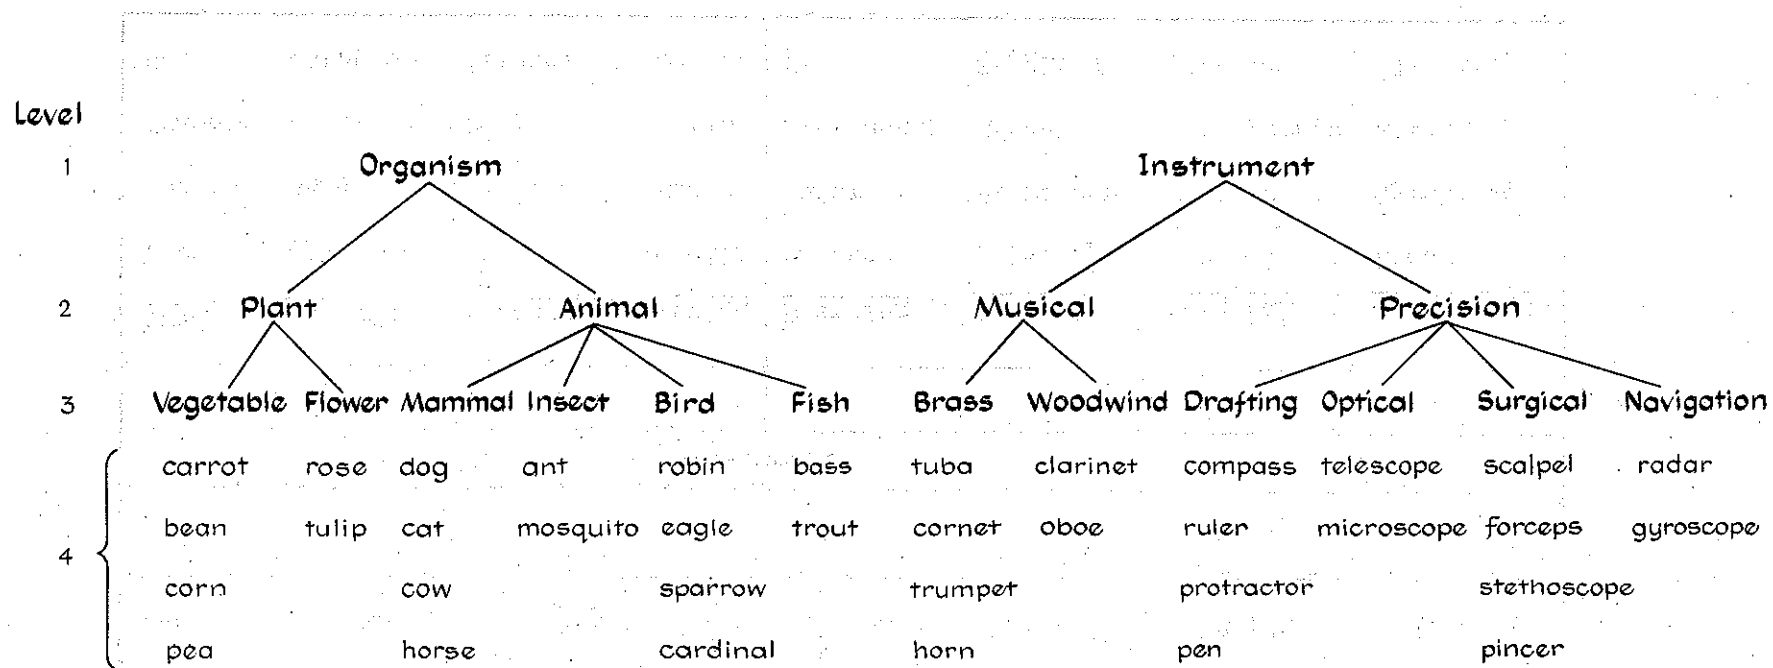 Level
1 Organism Instrument
2 Plant Animal Musical Precision
3 Vegetable Flower Mammal Insect Bird Fish Brass Woodwind Drafting Optical Surgical Navigation
carrot rose dog ant robin bass tuba clarinet compass telescope scalpel radar
bean tulip cat mosquito eagle trout cornet oboe ruler microscope forceps gyroscope
4
corn cow sparrow trumpet protractor stethoscope
pea horse cardinal horn pen pincer